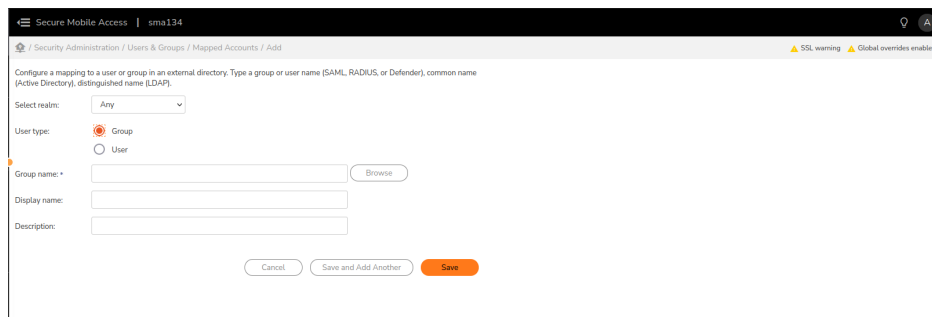 Secure Mobile Access | sma134
A
/ Security Administration / Users & Groups / Mapped Accounts / Add
SSL warning Global overrides enable
Configure a mapping to a user or group in an external directory. Type a group or user name (SAML, RADIUS, or Defender), common name
(Active Directory), distinguished name (LDAP).
Select realm: Any
User type: Group
User
Group name: * Browse
Display name:
Description:
Cancel Save and Add Another Save